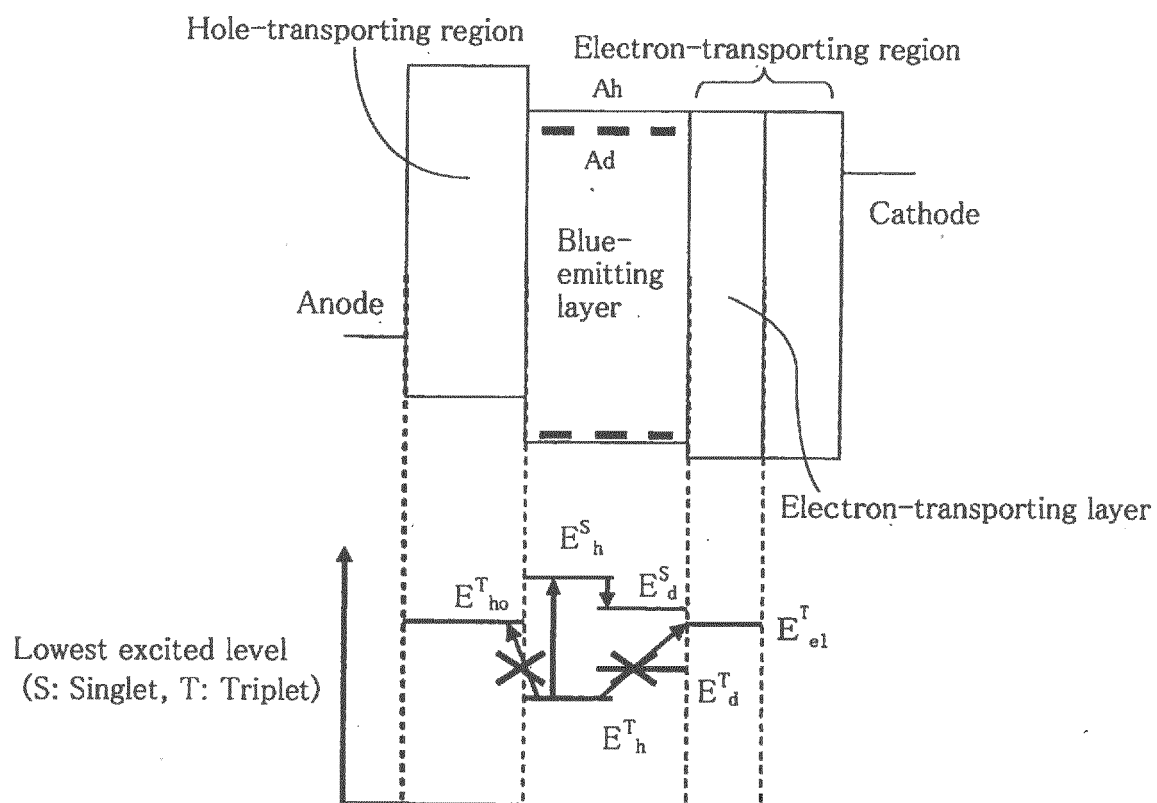 Hole-transporting region
Electron-transporting region
Ah
Ad
Cathode
Blue-
emitting
layer
Anode
Electron-transporting layer
E^S_h
E^T_ho
E^S_d
E^T_el
Lowest excited level
(S: Singlet, T: Triplet)
E^T_d
E^T_h